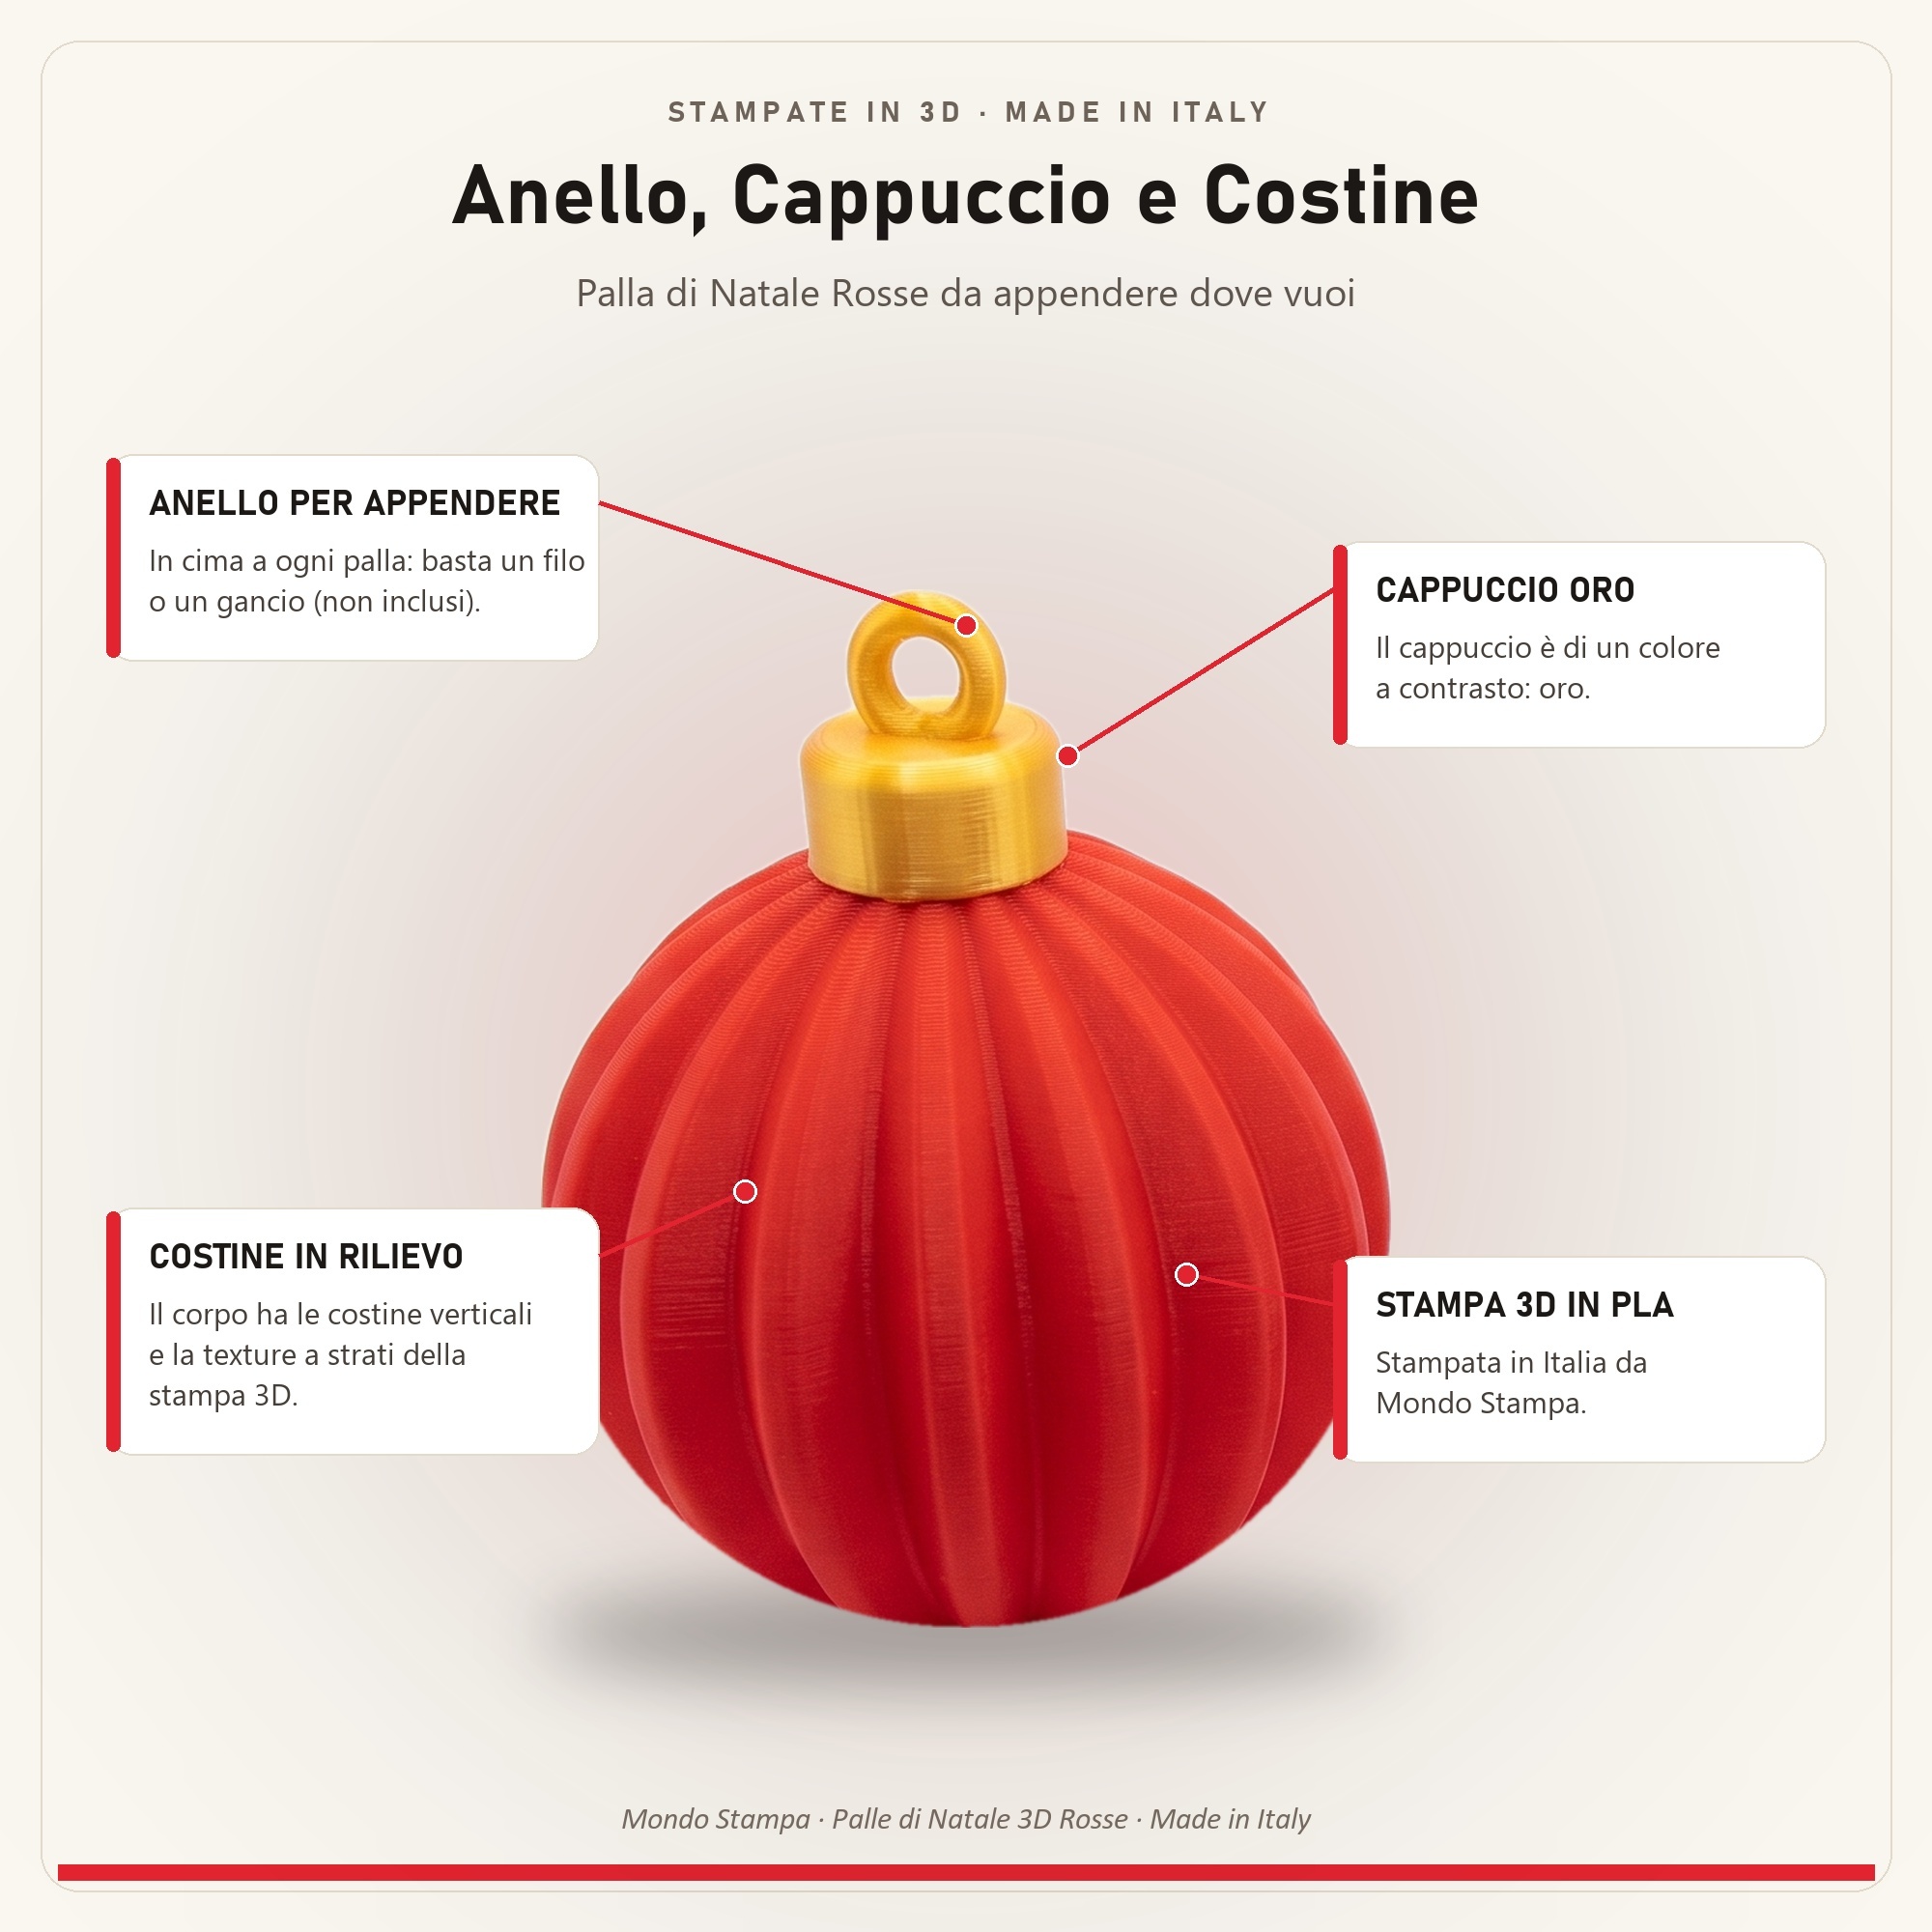 STAMPATE IN 3D · MADE IN ITALY
Anello, Cappuccio e Costine
Palla di Natale Rosse da appendere dove vuoi
ANELLO PER APPENDERE
In cima a ogni palla: basta un filo
o un gancio (non inclusi).
CAPPUCCIO ORO
Il cappuccio è di un colore
a contrasto: oro.
COSTINE IN RILIEVO
Il corpo ha le costine verticali
e la texture a strati della
stampa 3D.
STAMPA 3D IN PLA
Stampata in Italia da
Mondo Stampa.
Mondo Stampa · Palle di Natale 3D Rosse · Made in Italy